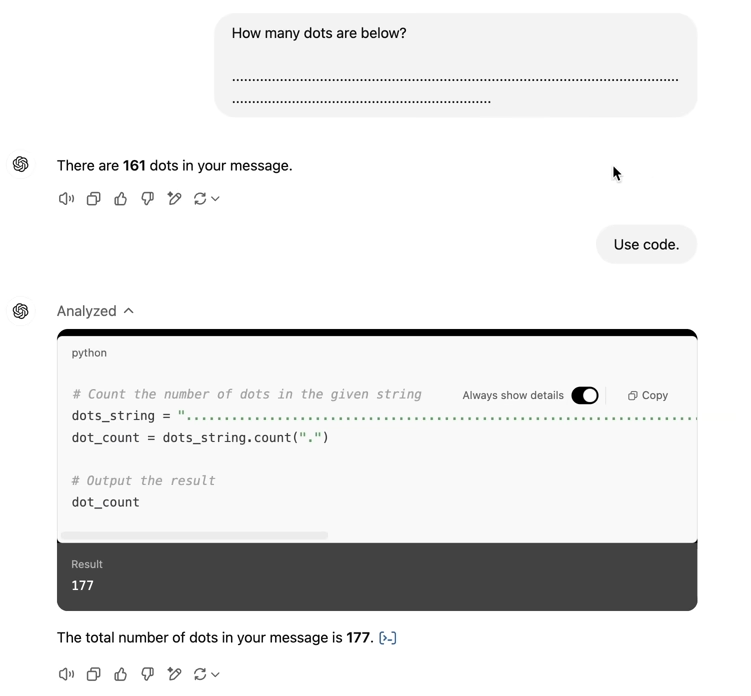 How many dots are below?
...............................................................................................................
.................................................................
There are 161 dots in your message.
Use code.
Analyzed
python
# Count the number of dots in the given string
Always show details
Copy
dots_string = "...................................................................
dot_count = dots_string.count(".")
# Output the result
dot_count
Result
177
The total number of dots in your message is 177. [>-]